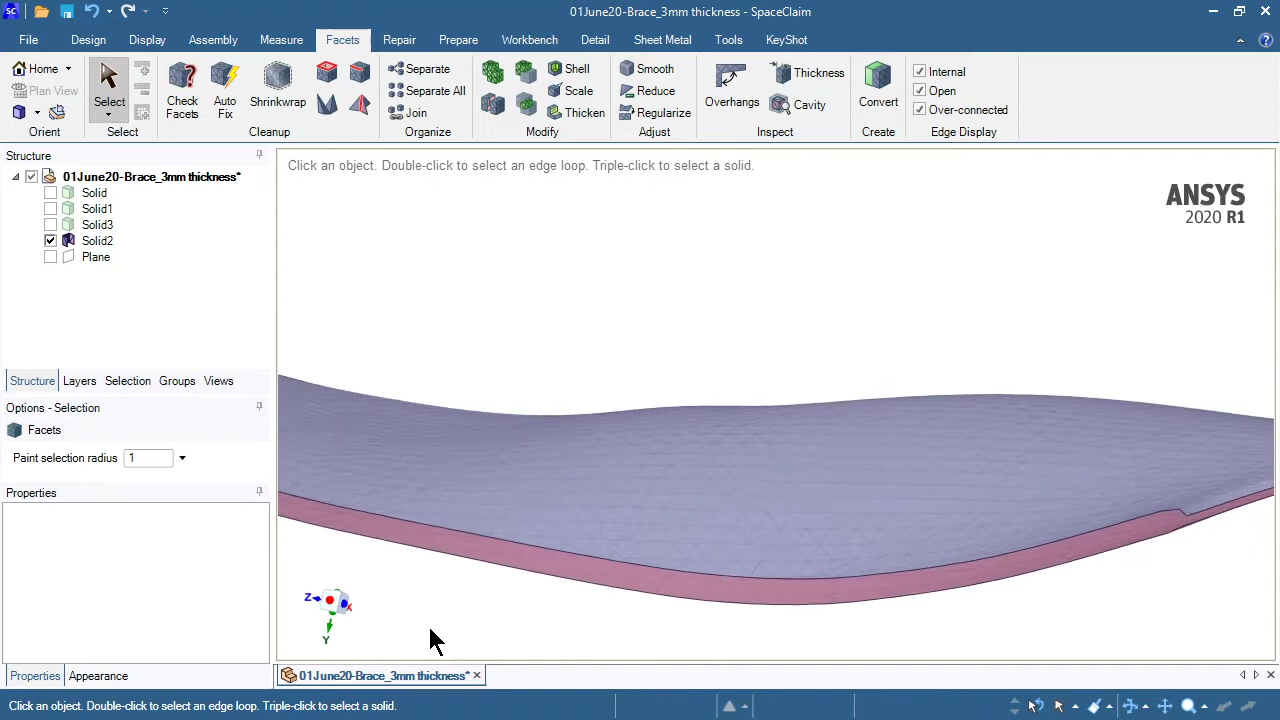 SC
01June20-Brace_3mm thickness - SpaceClaim
File Design Display Assembly Measure Facets Repair Prepare Workbench Detail Sheet Metal Tools KeyShot
Home
Plan View
Orient
Select
Select
Check Facets
Auto Fix
Shrinkwrap
Cleanup
Separate
Separate All
Join
Organize
Shell
Scale
Thicken
Modify
Smooth
Reduce
Regularize
Adjust
Overhangs
Thickness
Cavity
Inspect
Convert
Create
Internal
Open
Over-connected
Edge Display
Structure
01June20-Brace_3mm thickness*
Solid
Solid1
Solid3
Solid2
Plane
Structure Layers Selection Groups Views
Options - Selection
Facets
Paint selection radius 1
Properties
Properties Appearance
Click an object. Double-click to select an edge loop. Triple-click to select a solid.
ANSYS
2020 R1
Z X
Y
01June20-Brace_3mm thickness*
Click an object. Double-click to select an edge loop. Triple-click to select a solid.